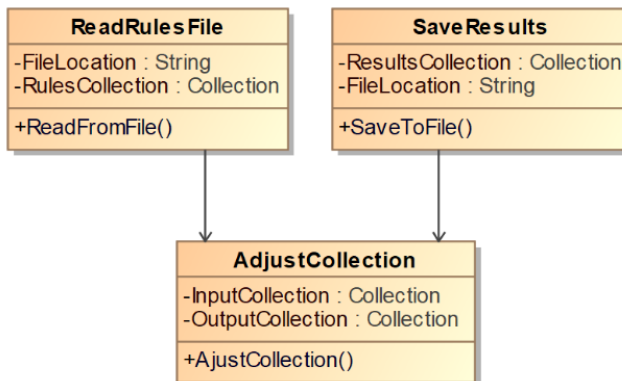 ReadRulesFile
-FileLocation : String
-RulesCollection : Collection
+ReadFromFile()
SaveResults
-ResultsCollection : Collection
-FileLocation : String
+SaveToFile()
AdjustCollection
-InputCollection : Collection
-OutputCollection : Collection
+AjustCollection()